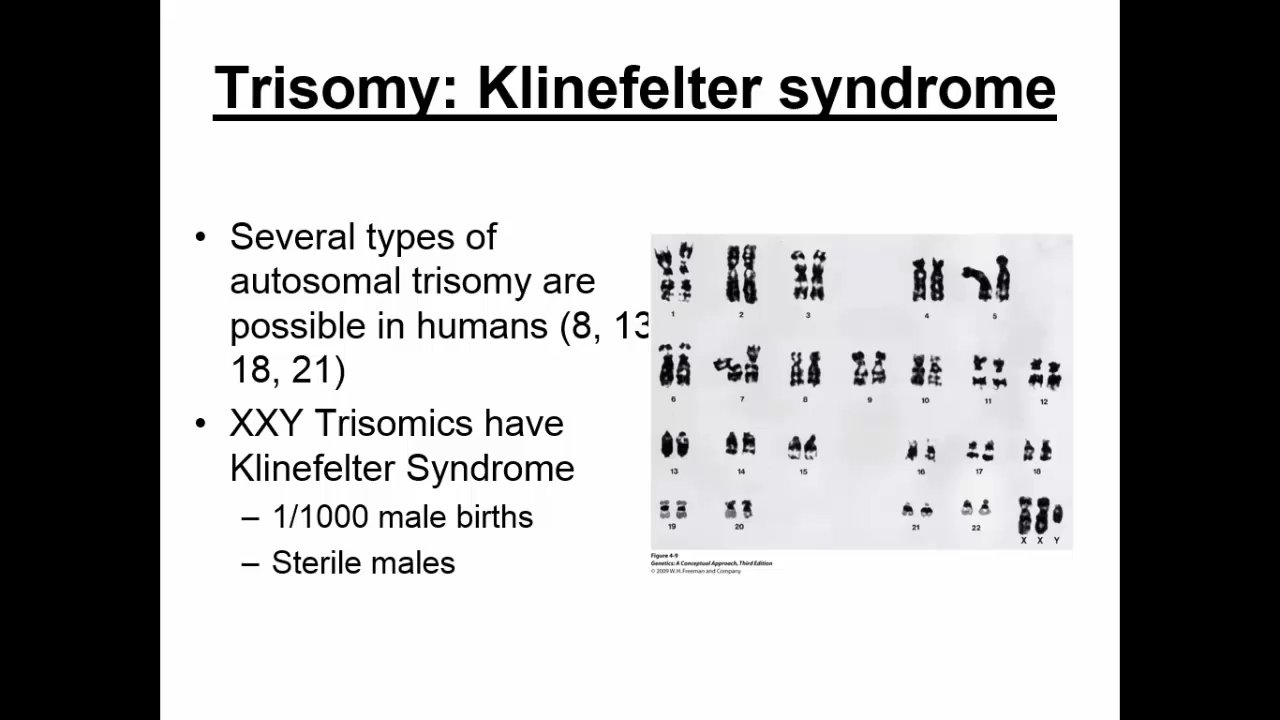 Trisomy: Klinefelter syndrome
• Several types of
autosomal trisomy are
possible in humans (8, 13
18, 21)
• XXY Trisomics have
Klinefelter Syndrome
– 1/1000 male births
– Sterile males
1 2 3 4 5
6 7 8 9 10 11 12
13 14 15 16 17 18
19 20 21 22 X X Y
Figure 4-9
Genetics: A Conceptual Approach, Third Edition
© 2009 W.H. Freeman and Company